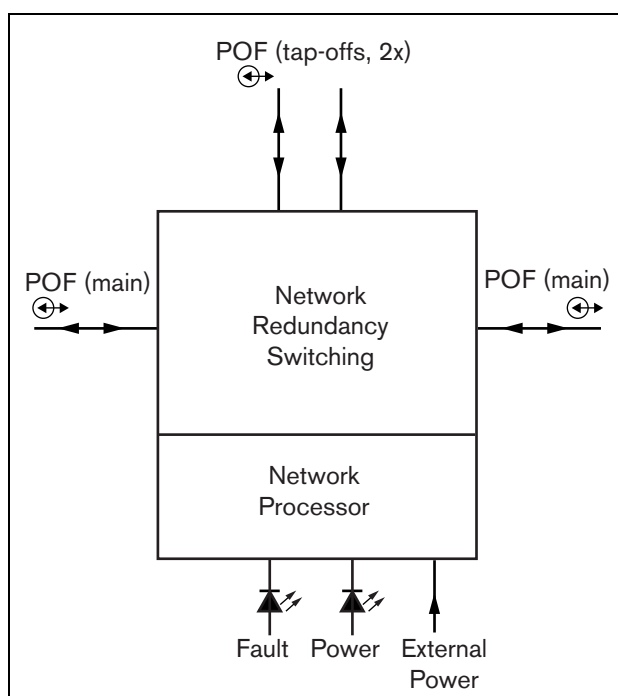 POF (tap-offs, 2x)
POF (main)
POF (main)
Network
Redundancy
Switching
Network
Processor
Fault
Power
External
Power